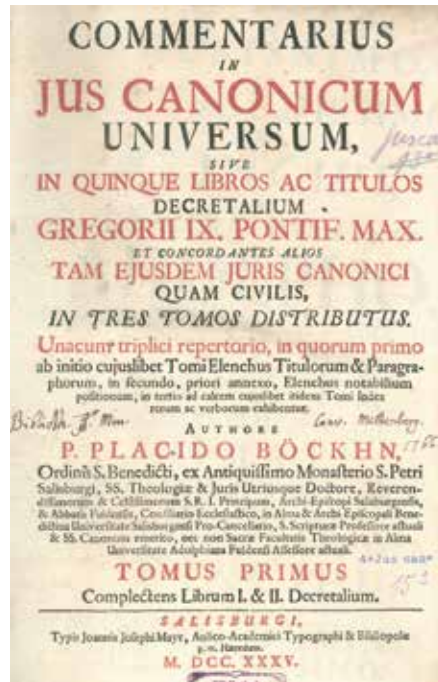 COMMENTARIUS
IN
JUS CANONICUM
UNIVERSUM,
SIVE
IN QUINQUE LIBROS AC TITULOS
DECRETALIUM
GREGORII IX. PONTIF. MAX.
ET CONCORDANTES ALIOS
TAM EJUSDEM JURIS CANONICI
QUAM CIVILIS,
IN TRES TOMOS DISTRIBUTUS.
Unacum triplici repertorio, in quorum primo
ab initio cujuslibet Tomi Elenchus Titulorum & Paragra-
phorum, in secundo, priori annexo, Elenchus notabilium
positionum, in tertio ad calcem cujuslibet itidem Tomi Index
rerum ac verborum exhibentur.
AUTHORE
P. PLACIDO BÖCKHN,
Ordinis S. Benedicti, ex Antiquissimo Monasterio S. Petri
Salisburgi, SS. Theologiæ & Juris Utriusque Doctore, Reveren-
dissimorum & Celsissimorum S. R. I. Principum, Archi-Episcopi Salisburgensis,
& Abbatis Fuldensis, Consiliario Ecclesiastico, in Alma & Archi-Episcopali Bene-
dictina Universitate Salisburgensi Pro-Cancellario, S. Scripturæ Professore actuali
& SS. Canonum emerito, nec non Sacræ Facultatis Theologicæ in Alma
Universitate Adolphina Fuldensi Assessore actuali.
TOMUS PRIMUS
Complectens Librum I. & II. Decretalium.
SALISBURGI,
Typis Joannis Josephi Mayr, Aulico-Academici Typographi & Bibliopolæ
p. m. Hæredum.
M. DCC. XXXV.